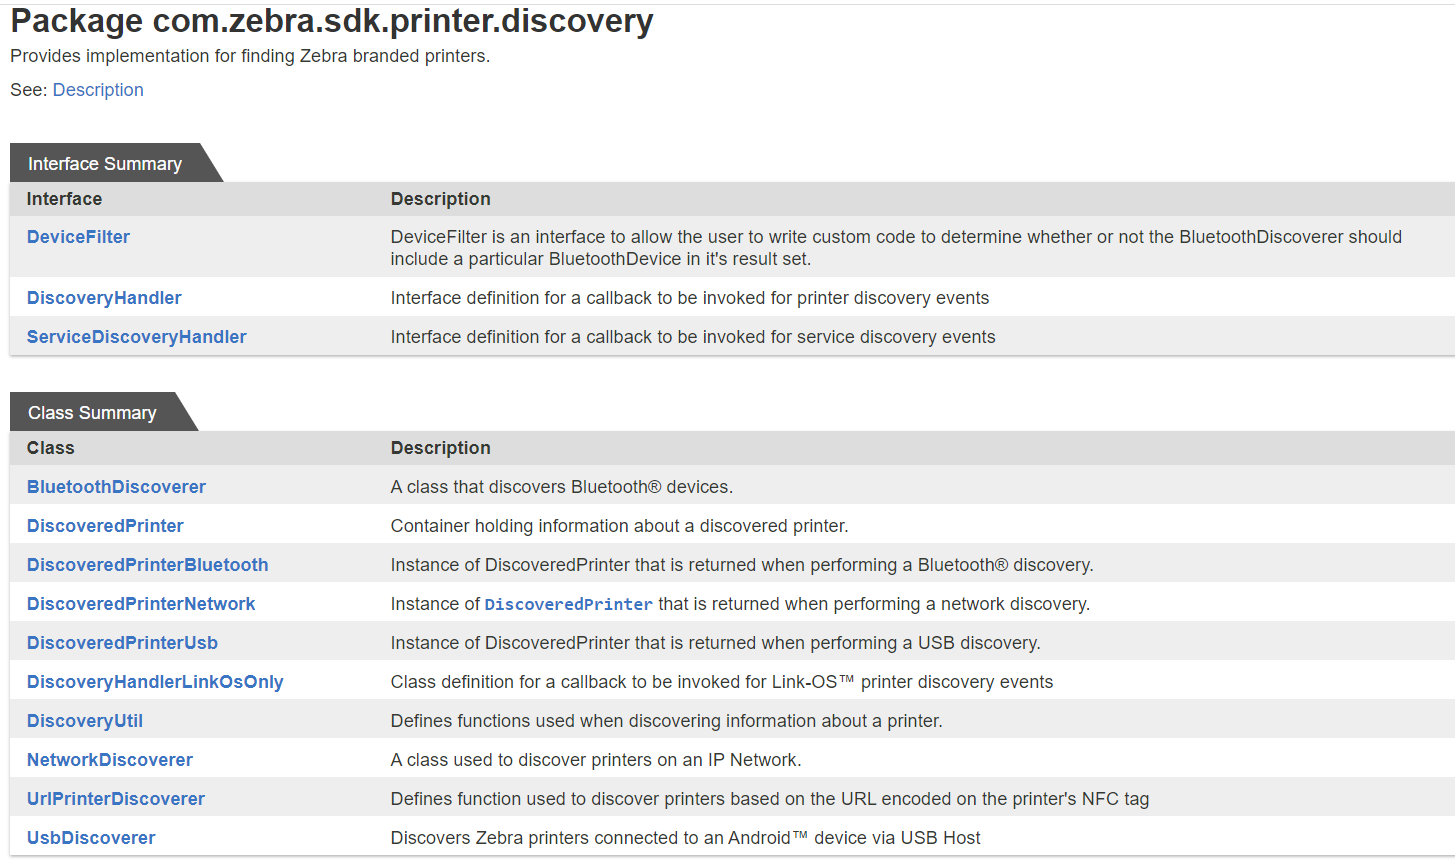 Package com.zebra.sdk.printer.discovery
Provides implementation for finding Zebra branded printers.
See: Description
Interface Summary
Interface Description
DeviceFilter DeviceFilter is an interface to allow the user to write custom code to determine whether or not the BluetoothDiscoverer should
include a particular BluetoothDevice in it's result set.
DiscoveryHandler Interface definition for a callback to be invoked for printer discovery events
ServiceDiscoveryHandler Interface definition for a callback to be invoked for service discovery events
Class Summary
Class Description
BluetoothDiscoverer A class that discovers Bluetooth® devices.
DiscoveredPrinter Container holding information about a discovered printer.
DiscoveredPrinterBluetooth Instance of DiscoveredPrinter that is returned when performing a Bluetooth® discovery.
DiscoveredPrinterNetwork Instance of DiscoveredPrinter that is returned when performing a network discovery.
DiscoveredPrinterUsb Instance of DiscoveredPrinter that is returned when performing a USB discovery.
DiscoveryHandlerLinkOsOnly Class definition for a callback to be invoked for Link-OS™ printer discovery events
DiscoveryUtil Defines functions used when discovering information about a printer.
NetworkDiscoverer A class used to discover printers on an IP Network.
UrlPrinterDiscoverer Defines function used to discover printers based on the URL encoded on the printer's NFC tag
UsbDiscoverer Discovers Zebra printers connected to an Android™ device via USB Host